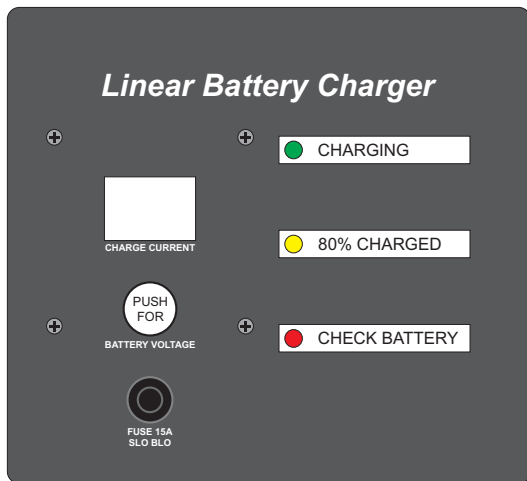 Linear Battery Charger
CHARGING
CHARGE CURRENT
80% CHARGED
PUSH
FOR
BATTERY VOLTAGE
CHECK BATTERY
FUSE 15A
SLO BLO